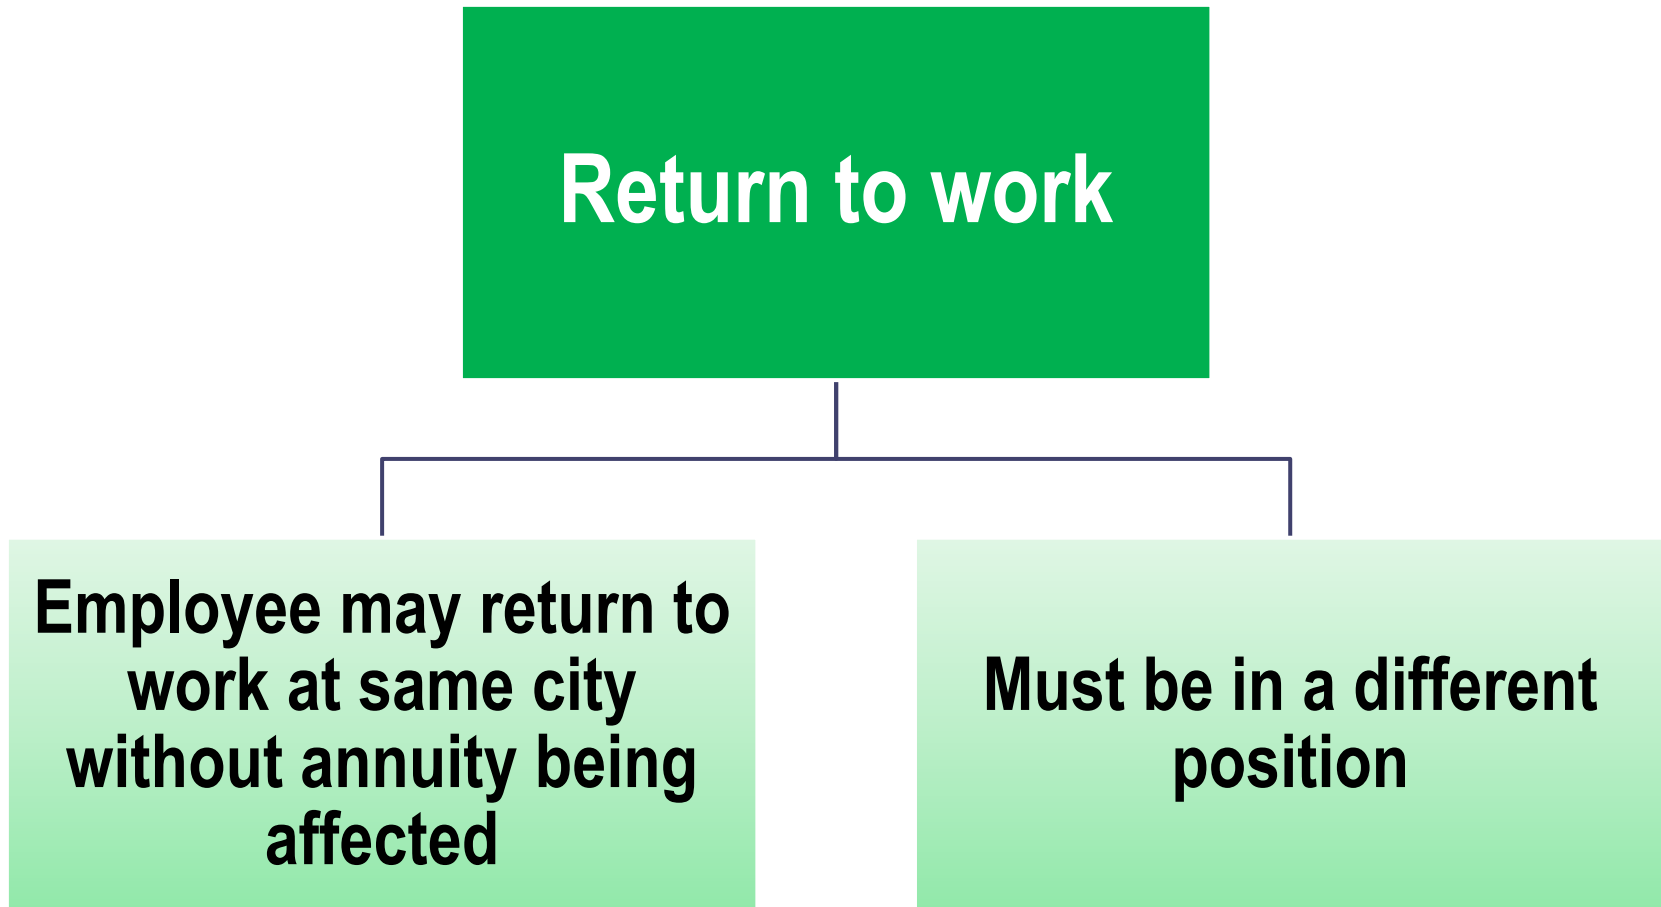 Return to work
Employee may return to
work at same city
without annuity being
affected
Must be in a different
position